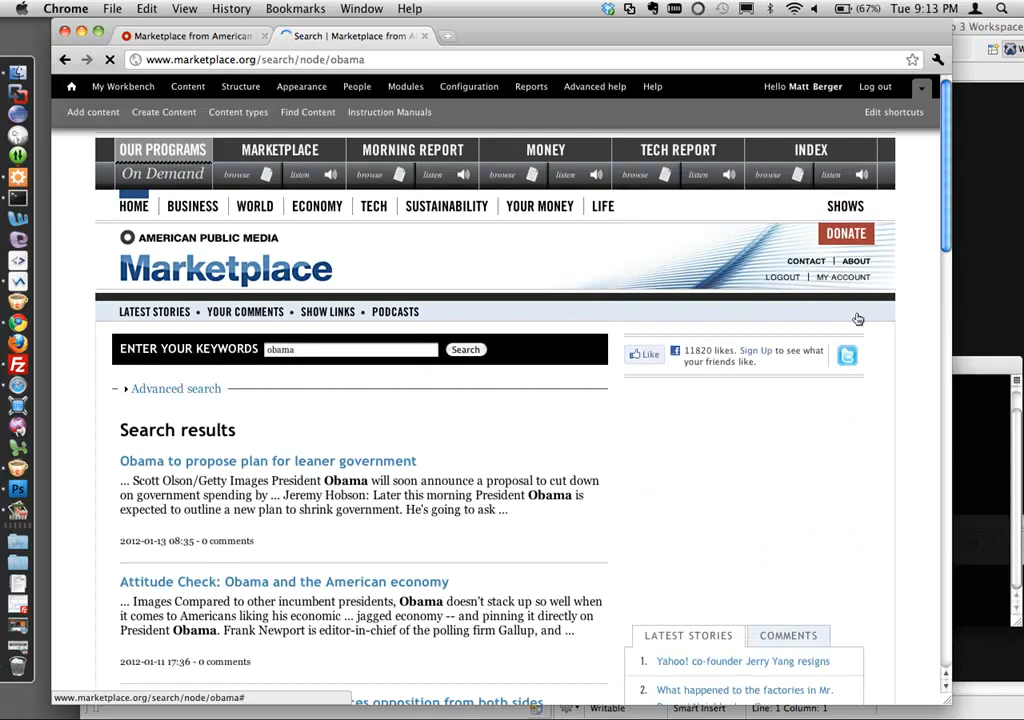 Chrome File Edit View History Bookmarks Window Help (67%) Tue 9:13 PM
Marketplace from American Search | Marketplace from A
3 Workspace
www.marketplace.org/search/node/obama
My Workbench Content Structure Appearance People Modules Configuration Reports Advanced help Help Hello Matt Berger Log out
Add content Create Content Content types Find Content Instruction Manuals Edit shortcuts
OUR PROGRAMS MARKETPLACE MORNING REPORT MONEY TECH REPORT INDEX
On Demand browse listen browse listen browse listen browse listen browse listen
HOME BUSINESS WORLD ECONOMY TECH SUSTAINABILITY YOUR MONEY LIFE SHOWS
DONATE
AMERICAN PUBLIC MEDIA
Marketplace
CONTACT | ABOUT
LOGOUT | MY ACCOUNT
LATEST STORIES • YOUR COMMENTS • SHOW LINKS • PODCASTS
ENTER YOUR KEYWORDS obama Search
Like 11820 likes. Sign Up to see what
your friends like.
Advanced search
Search results
Obama to propose plan for leaner government
... Scott Olson/Getty Images President Obama will soon announce a proposal to cut down
on government spending by ... Jeremy Hobson: Later this morning President Obama is
expected to outline a new plan to shrink government. He's going to ask ...
2012-01-13 08:35 - 0 comments
Attitude Check: Obama and the American economy
... Images Compared to other incumbent presidents, Obama doesn't stack up so well when
it comes to Americans liking his economic ... jagged economy -- and pinning it directly on
President Obama. Frank Newport is editor-in-chief of the polling firm Gallup, and ...
2012-01-11 17:36 - 0 comments
LATEST STORIES COMMENTS
1. Yahoo! co-founder Jerry Yang resigns
2. What happened to the factories in Mr.
opposition from both sides
www.marketplace.org/search/node/obama#
Writable Smart Insert Line: 1 Column: 1